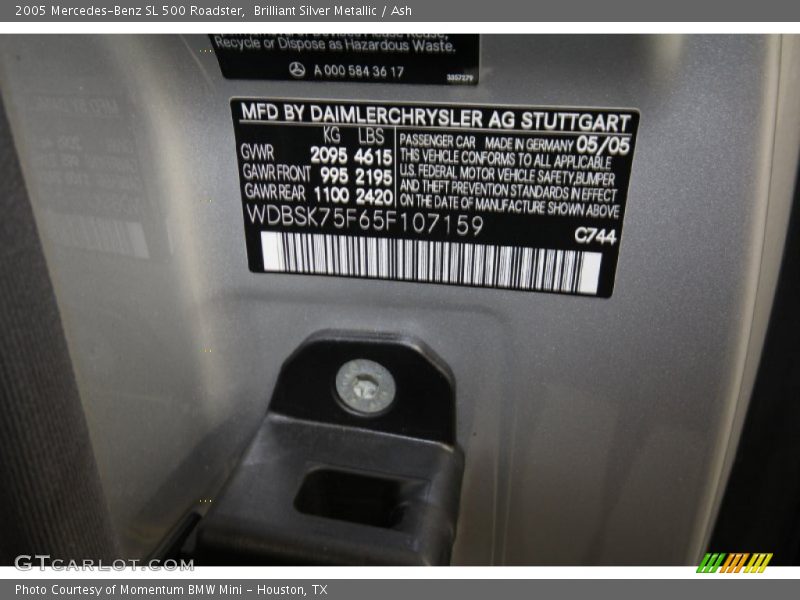 2005 Mercedes-Benz SL 500 Roadster,  Brilliant Silver Metallic / Ash
Recycle or Dispose as Hazardous Waste.
A 000 584 36 17
3357279
MFD BY DAIMLERCHRYSLER AG STUTTGART
KG LBS
GVWR 2095 4615
GAWR FRONT 995 2195
GAWR REAR 1100 2420
PASSENGER CAR MADE IN GERMANY 05/05
THIS VEHICLE CONFORMS TO ALL APPLICABLE
U.S. FEDERAL MOTOR VEHICLE SAFETY,BUMPER
AND THEFT PREVENTION STANDARDS IN EFFECT
ON THE DATE OF MANUFACTURE SHOWN ABOVE
WDBSK75F65F107159
C744
GTCARLOT.COM
Photo Courtesy of Momentum BMW Mini - Houston, TX